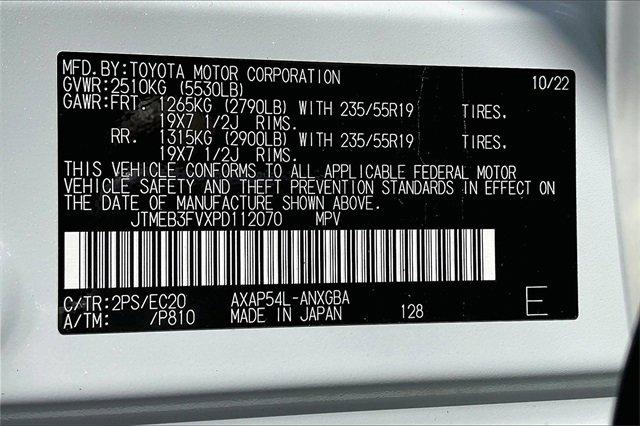 MFD.BY:TOYOTA MOTOR CORPORATION 10/22
GVWR:2510KG (5530LB)
GAWR:FRT. 1265KG (2790LB) WITH 235/55R19 TIRES.
19X7 1/2J RIMS.
RR. 1315KG (2900LB) WITH 235/55R19 TIRES.
19X7 1/2J RIMS.
THIS VEHICLE CONFORMS TO ALL APPLICABLE FEDERAL MOTOR
VEHICLE SAFETY AND THEFT PREVENTION STANDARDS IN EFFECT ON
THE DATE OF MANUFACTURE SHOWN ABOVE.
JTMEB3FVXPD112070 MPV
C/TR:2PS/EC20 AXAP54L-ANXGBA
A/TM: /P810 MADE IN JAPAN 128 E